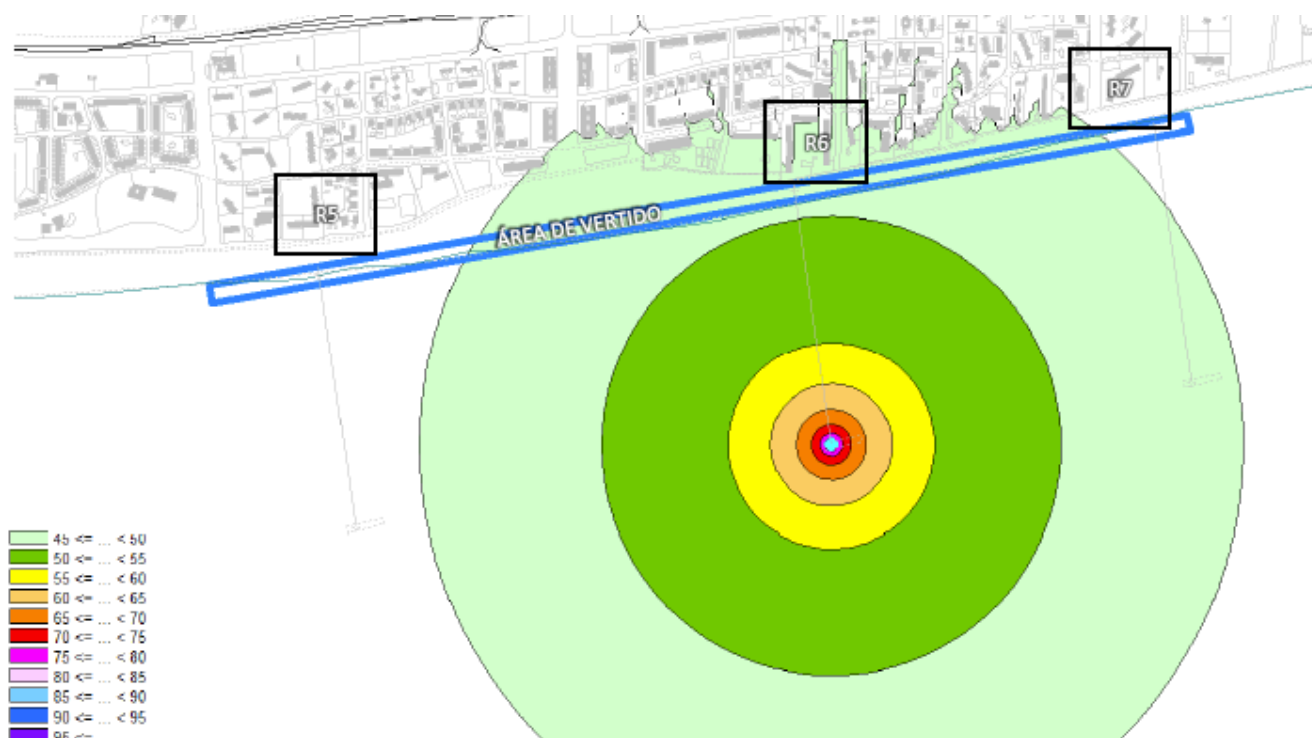 R7
R6
R5
ÁREA DE VERTIDO
45 <= ... < 50
50 <= ... < 55
55 <= ... < 60
60 <= ... < 65
65 <= ... < 70
70 <= ... < 75
75 <= ... < 80
80 <= ... < 85
85 <= ... < 90
90 <= ... < 95
95 <= ...